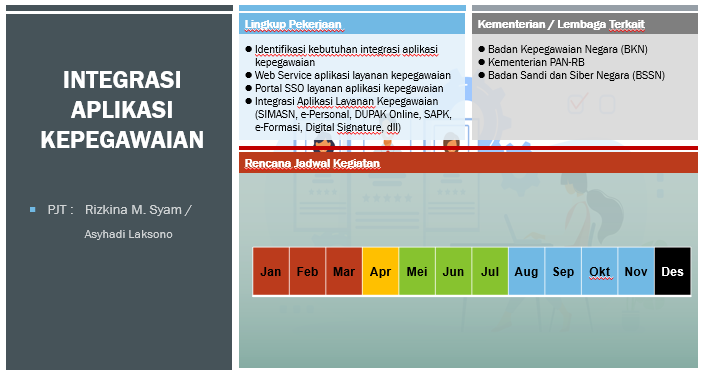 INTEGRASI
APLIKASI
KEPEGAWAIAN
PJT : Rizkina M. Syam /
Asyhadi Laksono
Lingkup Pekerjaan
Identifikasi kebutuhan integrasi aplikasi
kepegawaian
Web Service aplikasi layanan kepegawaian
Portal SSO layanan aplikasi kepegawaian
Integrasi Aplikasi Layanan Kepegawaian
(SIMASN, e-Personal, DUPAK Online, SAPK,
e-Formasi, Digital Signature, dll)
Kementerian / Lembaga Terkait
Badan Kepegawaian Negara (BKN)
Kementerian PAN-RB
Badan Sandi dan Siber Negara (BSSN)
Rencana Jadwal Kegiatan
Jan Feb Mar Apr Mei Jun Jul Aug Sep Okt Nov Des